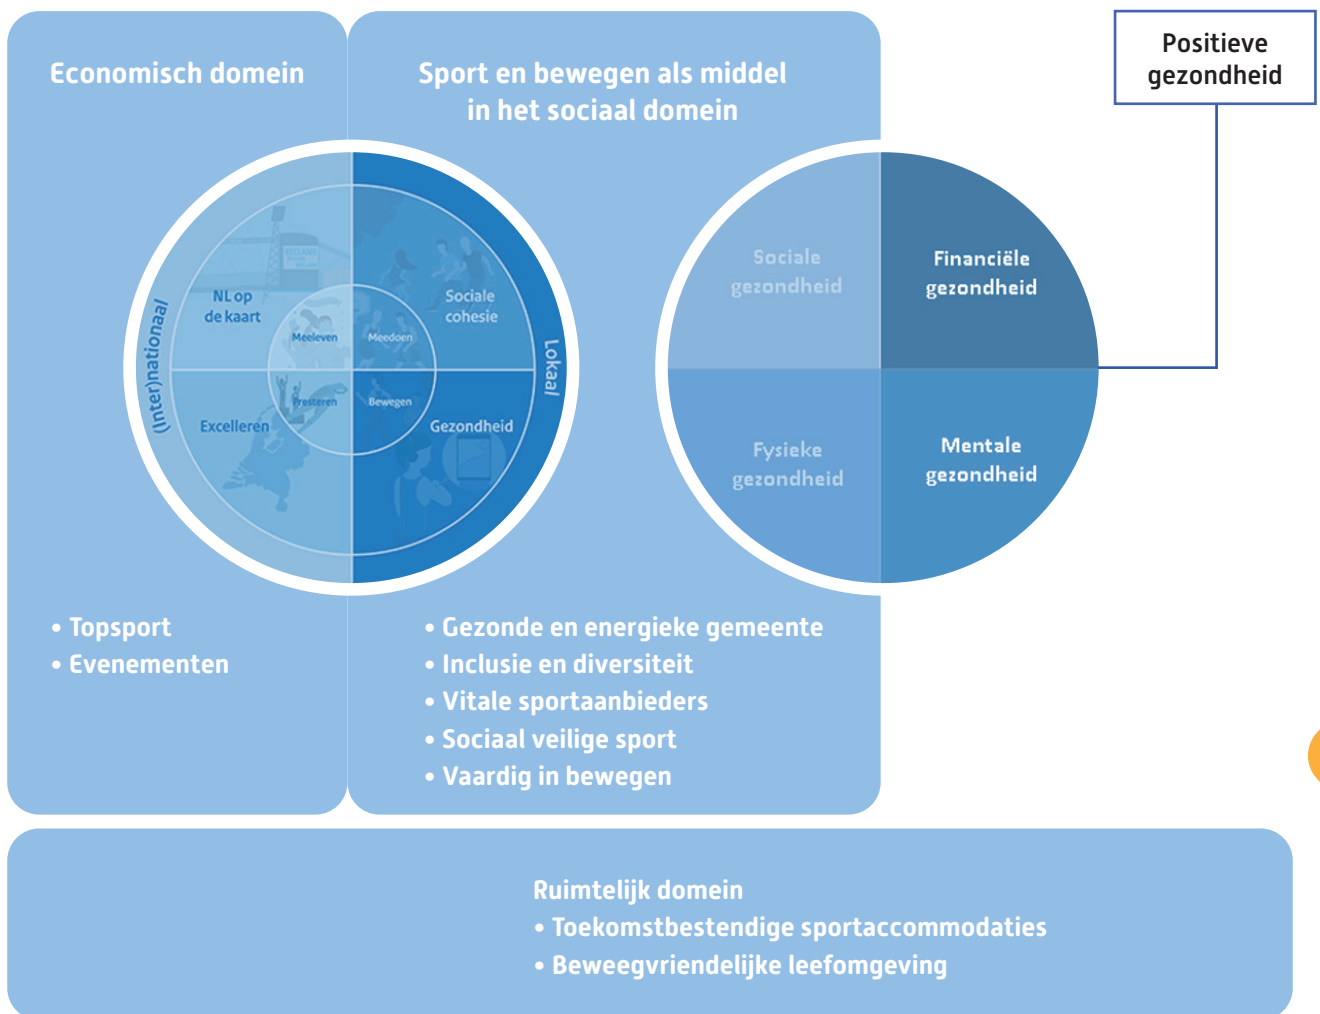 Economisch domein
Sport en bewegen als middel
in het sociaal domein
Positieve
gezondheid
(Inter)nationaal
NL op
de kaart
Meeleven
Meedoen
Sociale
cohesie
Lokaal
Excelleren
Presteren
Bewegen
Gezondheid
Sociale
gezondheid
Financiële
gezondheid
Fysieke
gezondheid
Mentale
gezondheid
• Topsport
• Evenementen
• Gezonde en energieke gemeente
• Inclusie en diversiteit
• Vitale sportaanbieders
• Sociaal veilige sport
• Vaardig in bewegen
Ruimtelijk domein
• Toekomstbestendige sportaccommodaties
• Beweegvriendelijke leefomgeving